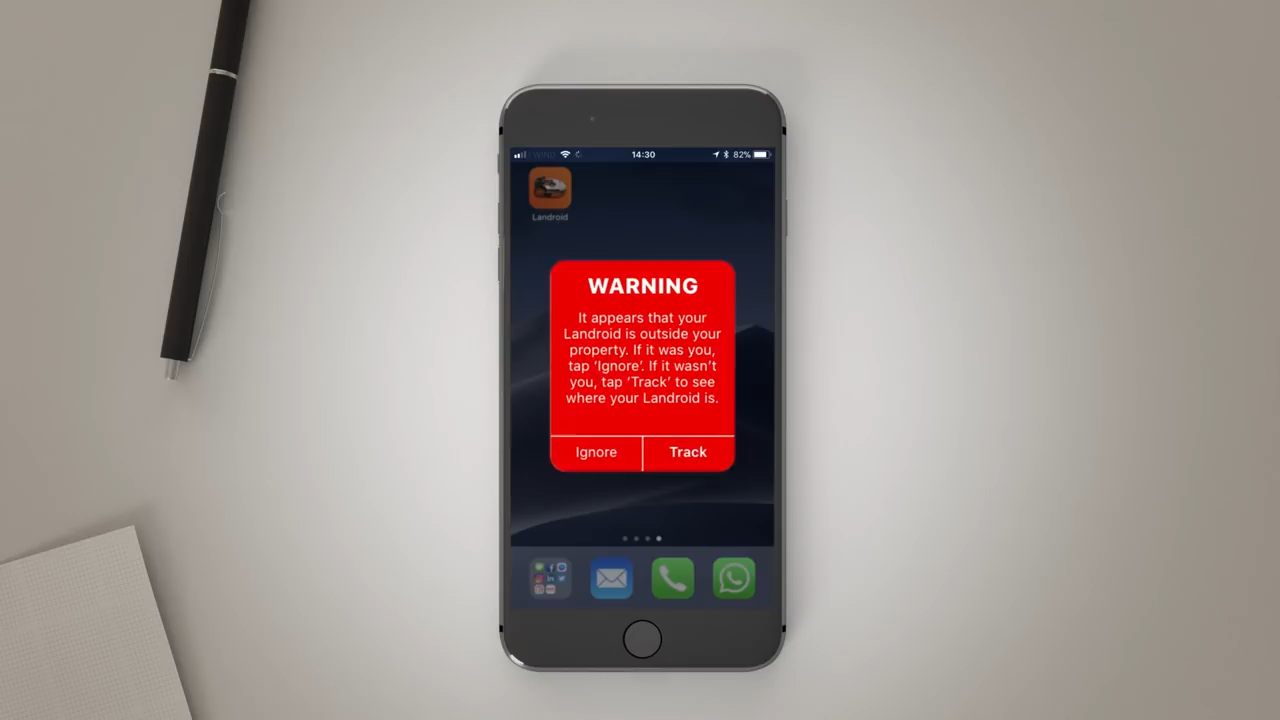 14:30
82%
Landroid
WARNING
It appears that your
Landroid is outside your
property. If it was you,
tap ‘Ignore’. If it wasn’t
you, tap ‘Track’ to see
where your Landroid is.
Ignore
Track